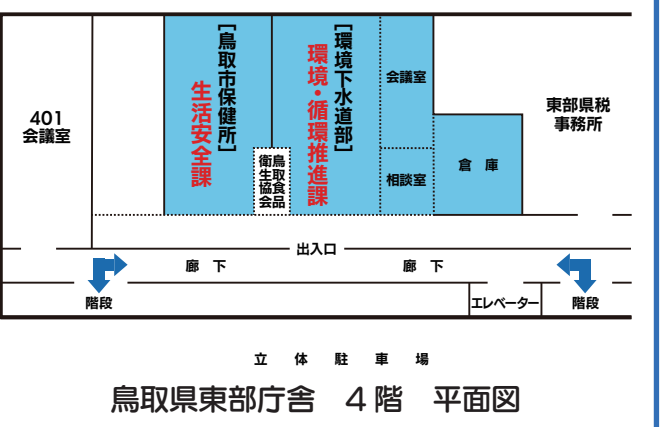 401
会議室
[鳥取市保健所]
生活安全課
鳥取食品
衛生協会
[環境下水道部]
環境・循環推進課
会議室
相談室
倉 庫
東部県税
事務所
出入口
廊 下
廊 下
階段
エレベーター
階段
立 体 駐 車 場
鳥取県東部庁舎 4階 平面図